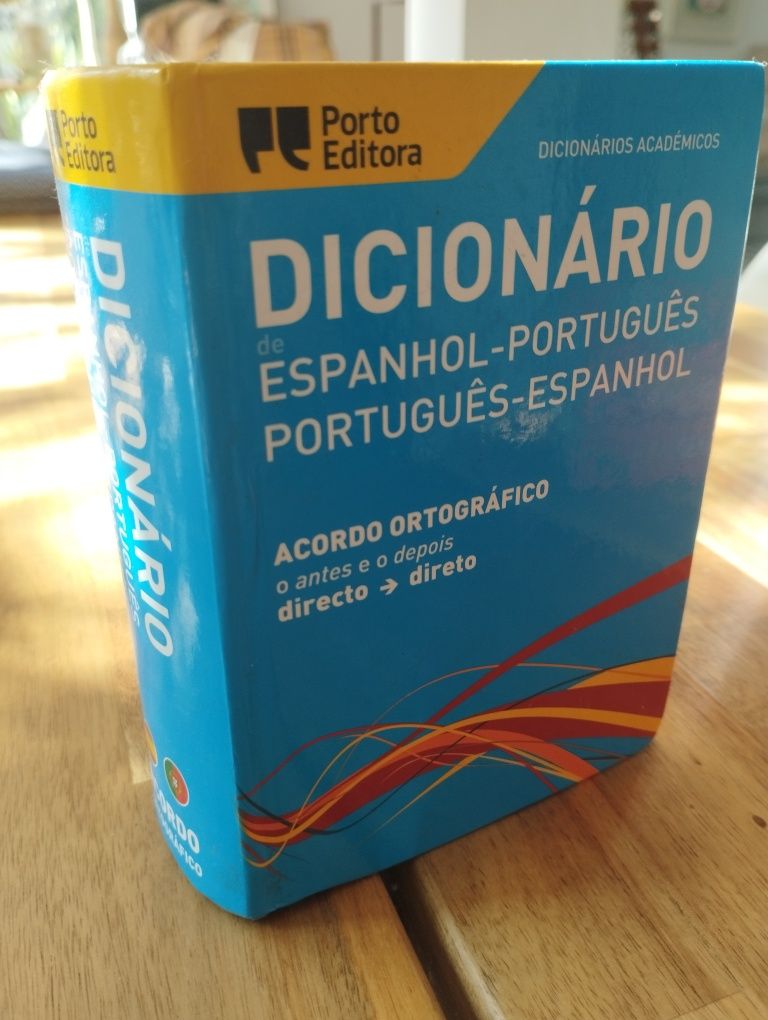 Porto
Editora
DICIONÁRIOS ACADÉMICOS
DICIONÁRIO
de
ESPANHOL-PORTUGUÊS
PORTUGUÊS-ESPANHOL
ACORDO ORTOGRÁFICO
o antes e o depois
directo → direto
Porto
Editora
DICIONÁRIO
PORTUGUÊS